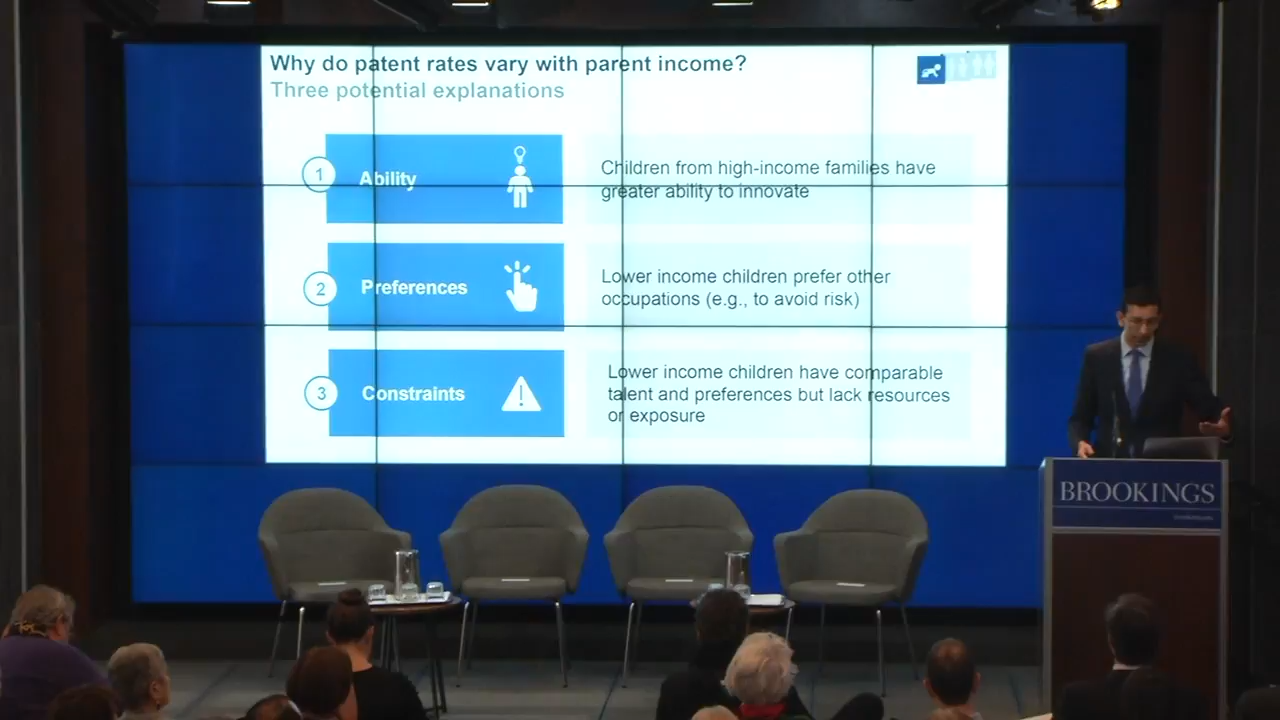 Why do patent rates vary with parent income?
Three potential explanations
1
Ability
Children from high-income families have
greater ability to innovate
2
Preferences
Lower income children prefer other
occupations (e.g., to avoid risk)
3
Constraints
Lower income children have comparable
talent and preferences but lack resources
or exposure
BROOKINGS